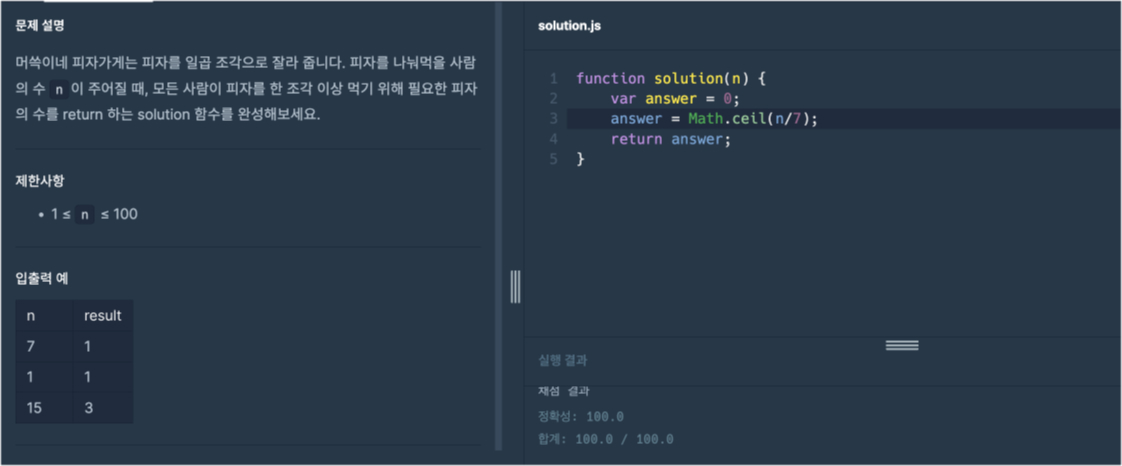 문제 설명
머쓱이네 피자가게는 피자를 일곱 조각으로 잘라 줍니다. 피자를 나눠먹을 사람
의 수 n 이 주어질 때, 모든 사람이 피자를 한 조각 이상 먹기 위해 필요한 피자
의 수를 return 하는 solution 함수를 완성해보세요.
제한사항
• 1 ≤ n ≤ 100
입출력 예
n result
7 1
1 1
15 3
solution.js
1 function solution(n) {
2 var answer = 0;
3 answer = Math.ceil(n/7);
4 return answer;
5 }
실행 결과
채점 결과
정확성: 100.0
합계: 100.0 / 100.0